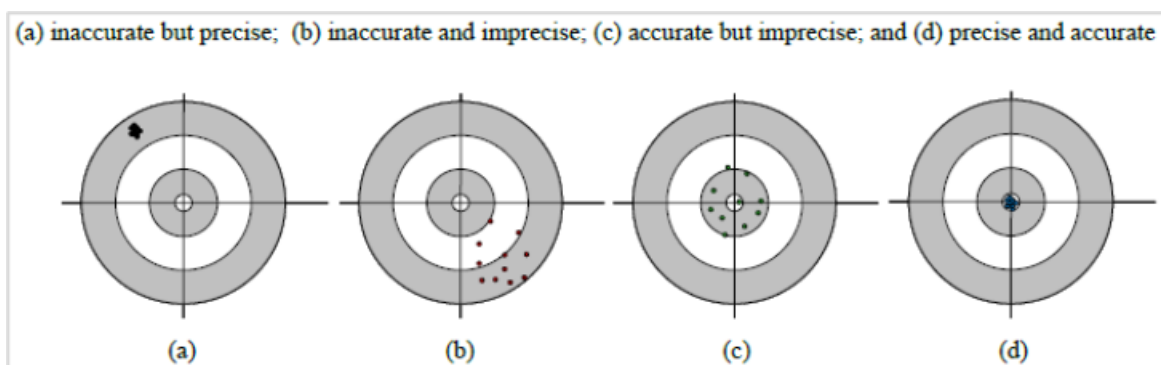 (a) inaccurate but precise; (b) inaccurate and imprecise; (c) accurate but imprecise; and (d) precise and accurate
(a) (b) (c) (d)